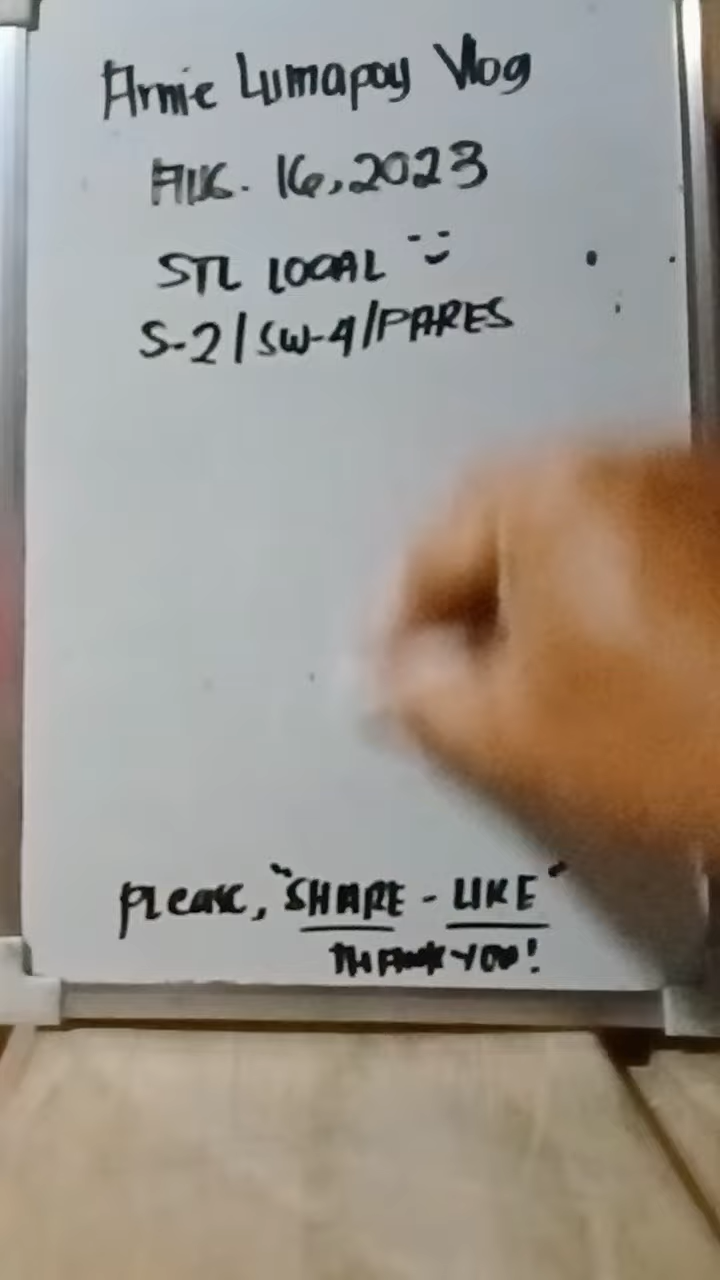 Arnie Lumapay Vlog
AUG. 16, 2023
STL LOCAL
S-2/SW-4/PARES
Please, "SHARE - LIKE"
THANK YOU!